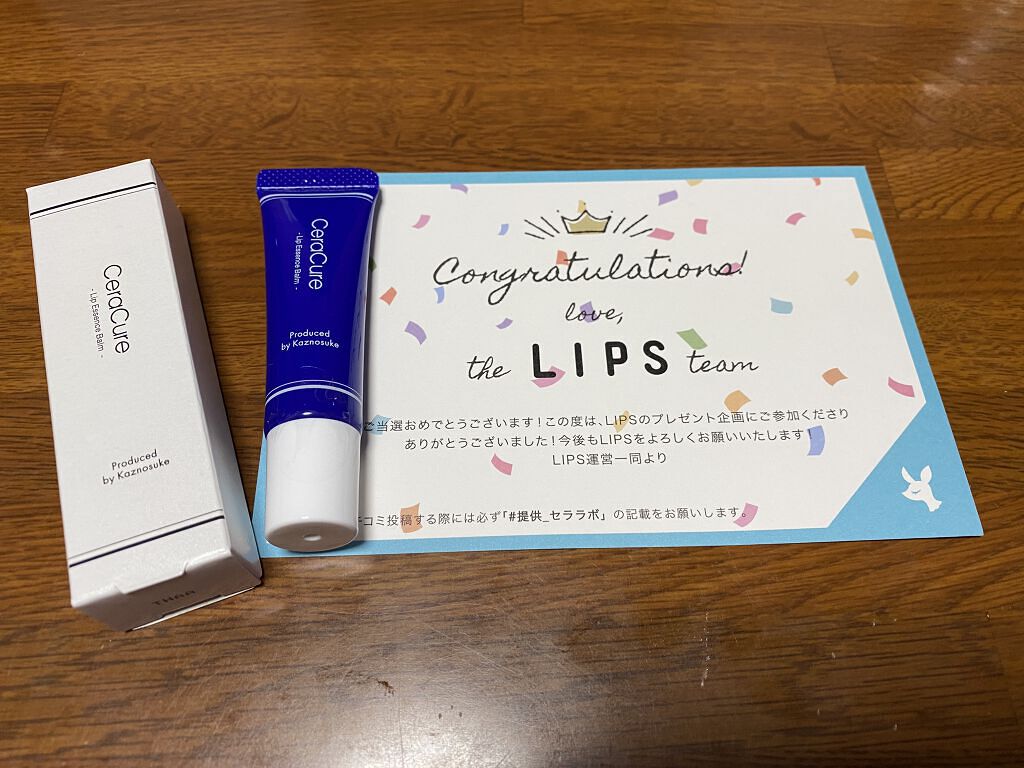 CeraCure
- Lip Essence Balm -
Produced
by Kaznosuke
CeraCure
- Lip Essence Balm -
Produced
by Kaznosuke
Congratulations!
love,
the LIPS team
ご当選おめでとうございます！この度は、LIPSのプレゼント企画にご参加くださり
ありがとうございました！今後もLIPSをよろしくお願いいたします！
LIPS運営一同より
コミ投稿する際には必ず「#提供_セララボ」の記載をお願いします。